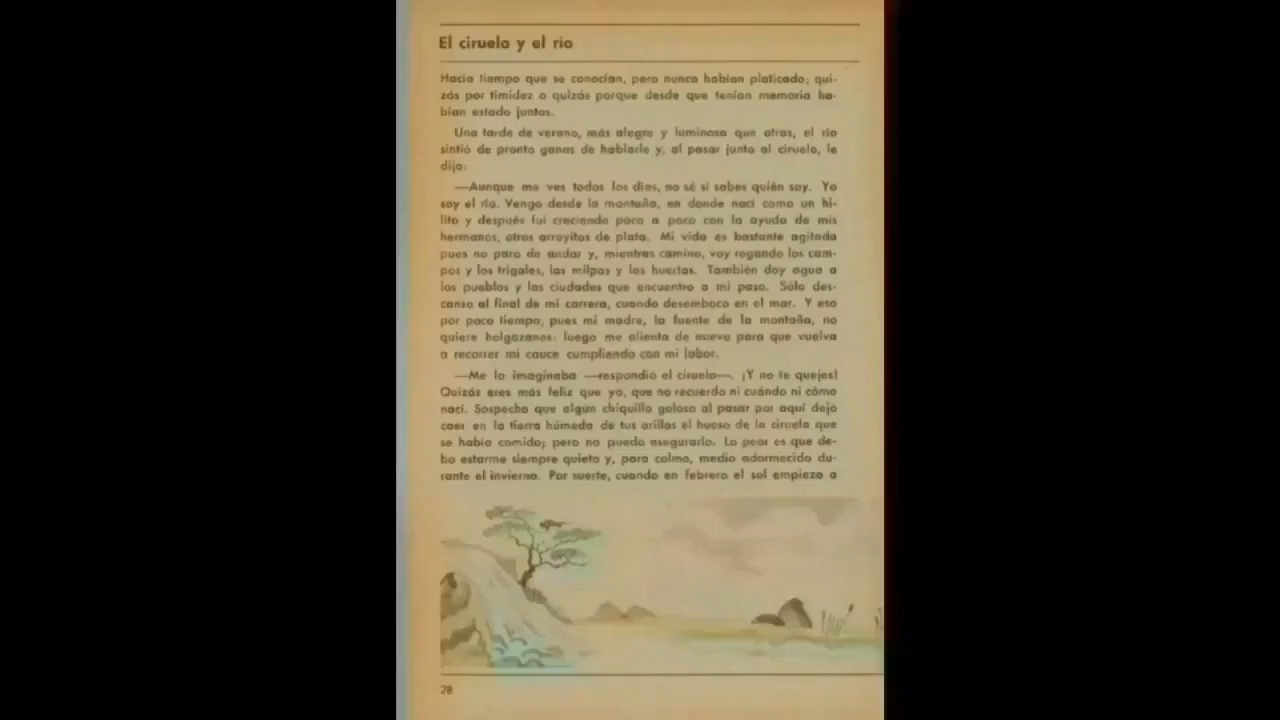 El ciruelo y el río
Hacía tiempo que se conocían, pero nunca habían platicado; qui-
zás por timidez o quizás porque desde que tenían memoria ha-
bían estado juntos.
Una tarde de verano, más alegre y luminosa que otras, el río
sintió de pronto ganas de hablarle y, al pasar junto al ciruelo, le
dijo:
—Aunque me ves todos los días, no sé si sabes quién soy. Yo
soy el río. Vengo desde la montaña, en donde nací como un hi-
lito y después fui creciendo poco a poco con la ayuda de mis
hermanos, otros arroyitos de plata. Mi vida es bastante agitada
pues no paro de andar y, mientras camino, voy regando los cam-
pos y los trigales, las milpas y las huertas. También doy agua a
los pueblos y las ciudades que encuentro a mi paso. Sólo des-
canso al final de mi carrera, cuando desemboco en el mar. Y eso
por poco tiempo, pues mi madre, la fuente de la montaña, no
quiere holgazanes: luego me alienta de nuevo para que vuelva
a recorrer mi cauce cumpliendo con mi labor.
—Me lo imaginaba —respondió el ciruelo—. ¡Y no te quejes!
Quizás eres más feliz que yo, que no recuerdo ni cuándo ni cómo
nací. Sospecho que algún chiquillo goloso al pasar por aquí dejó
caer en la tierra húmeda de tus orillas el hueso de la ciruela que
se había comido; pero no puedo asegurarlo. Lo peor es que de-
bo estarme siempre quieto y, para colmo, medio adormecido du-
rante el invierno. Por suerte, cuando en febrero el sol empieza a
28